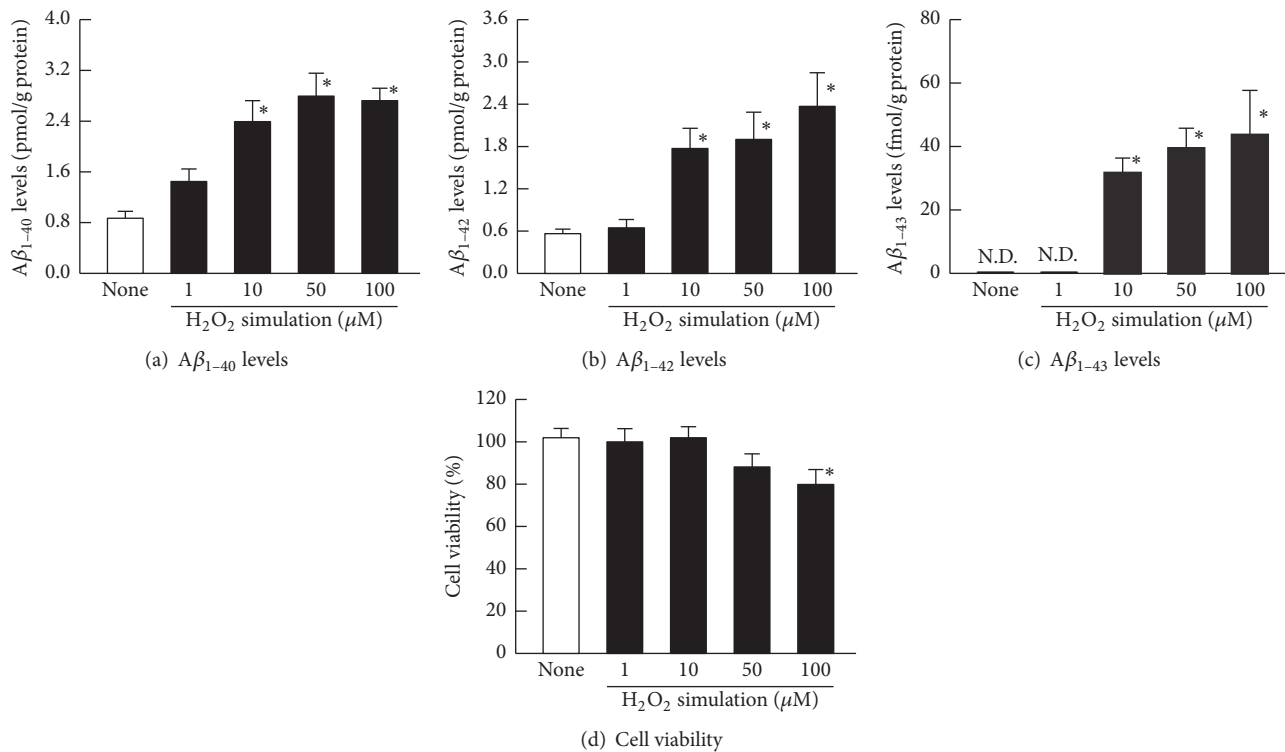 Aβ1–40 levels (pmol/g protein)
4.0
3.2
2.4
1.6
0.8
0.0
*
*
*
None 1 10 50 100
H2O2 simulation (μM)
(a) Aβ1–40 levels
Aβ1–42 levels (pmol/g protein)
3.6
3.0
2.4
1.8
1.2
0.6
0.0
*
*
*
None 1 10 50 100
H2O2 simulation (μM)
(b) Aβ1–42 levels
Aβ1–43 levels (fmol/g protein)
80
60
40
20
0
N.D. N.D.
*
*
*
None 1 10 50 100
H2O2 simulation (μM)
(c) Aβ1–43 levels
Cell viability (%)
120
100
80
60
40
20
0
*
None 1 10 50 100
H2O2 simulation (μM)
(d) Cell viability